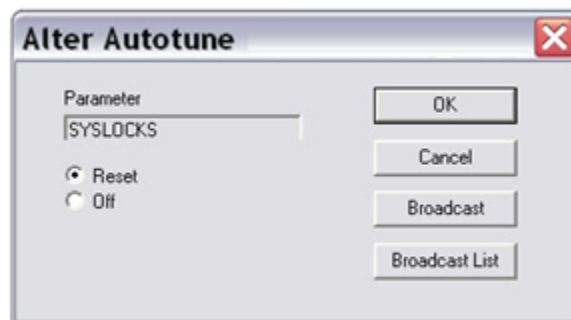 Alter Autotune
Parameter
SYSLOCKS
Reset
Off
OK
Cancel
Broadcast
Broadcast List